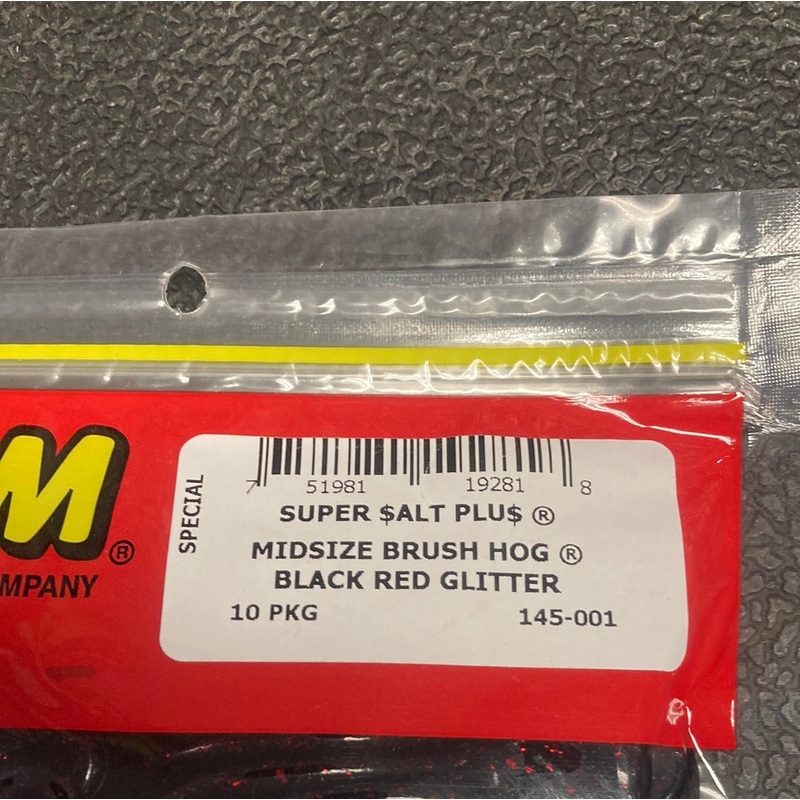 M®
MPANY
SPECIAL
7 51981 19281 8
SUPER $ALT PLU$ ®
MIDSIZE BRUSH HOG ®
BLACK RED GLITTER
10 PKG 145-001